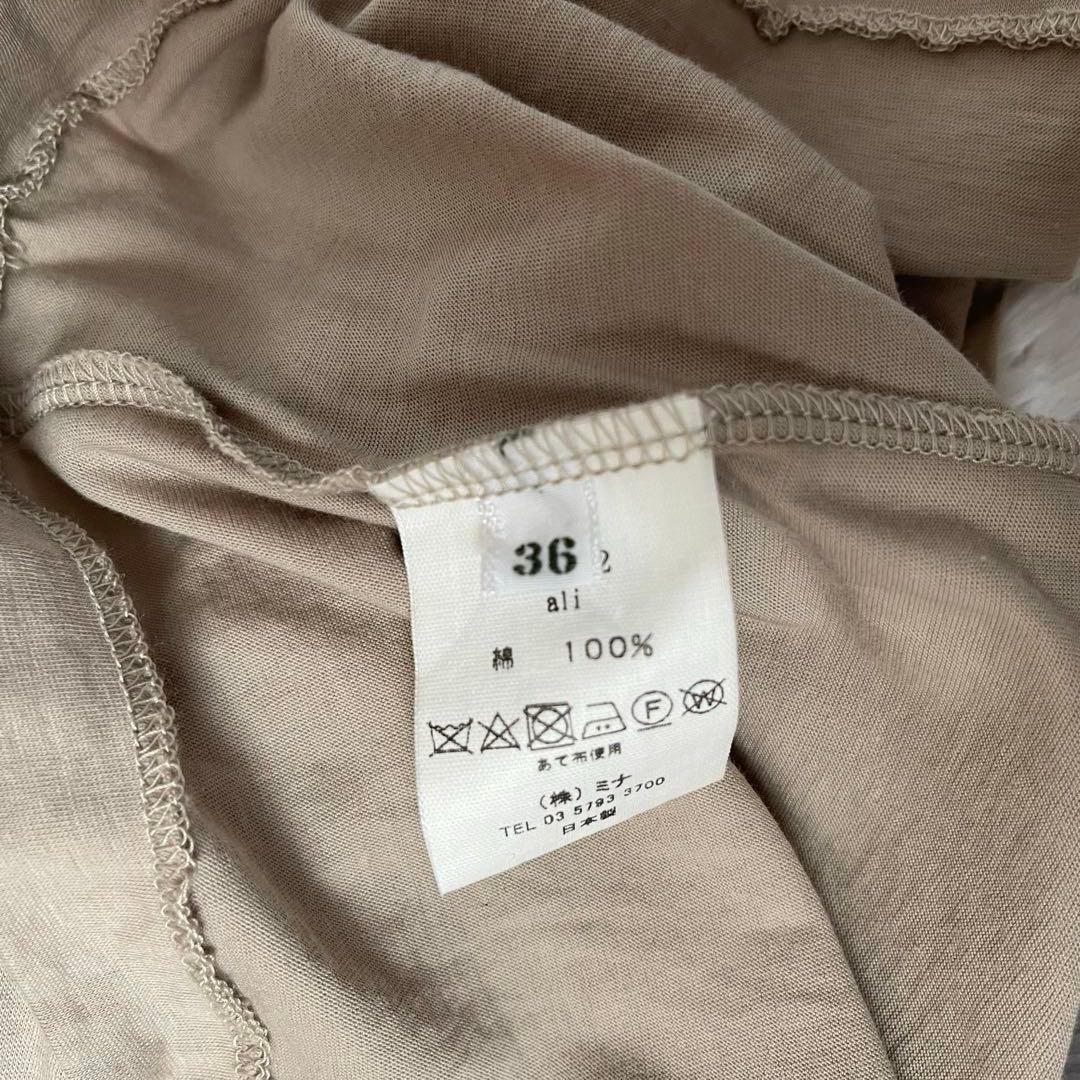 36 2
ali
綿 100%
F W
あて布使用
(株) ミナ
TEL 03 5793 3700
日本製